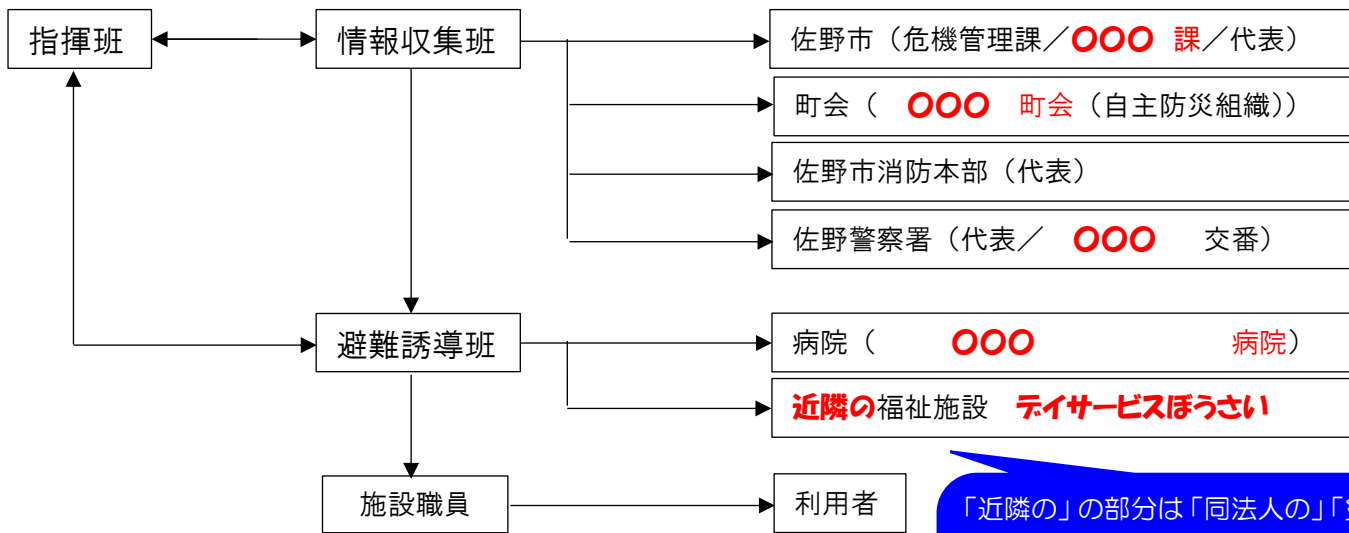 指揮班
情報収集班
佐野市（危機管理課／〇〇〇 課／代表）
町会（ 〇〇〇 町会（自主防災組織））
佐野市消防本部（代表）
佐野警察署（代表／ 〇〇〇 交番）
避難誘導班
病院（ 〇〇〇 病院）
近隣の福祉施設 デイサービスぼうさい
施設職員
利用者
「近隣の」の部分は「同法人の」「